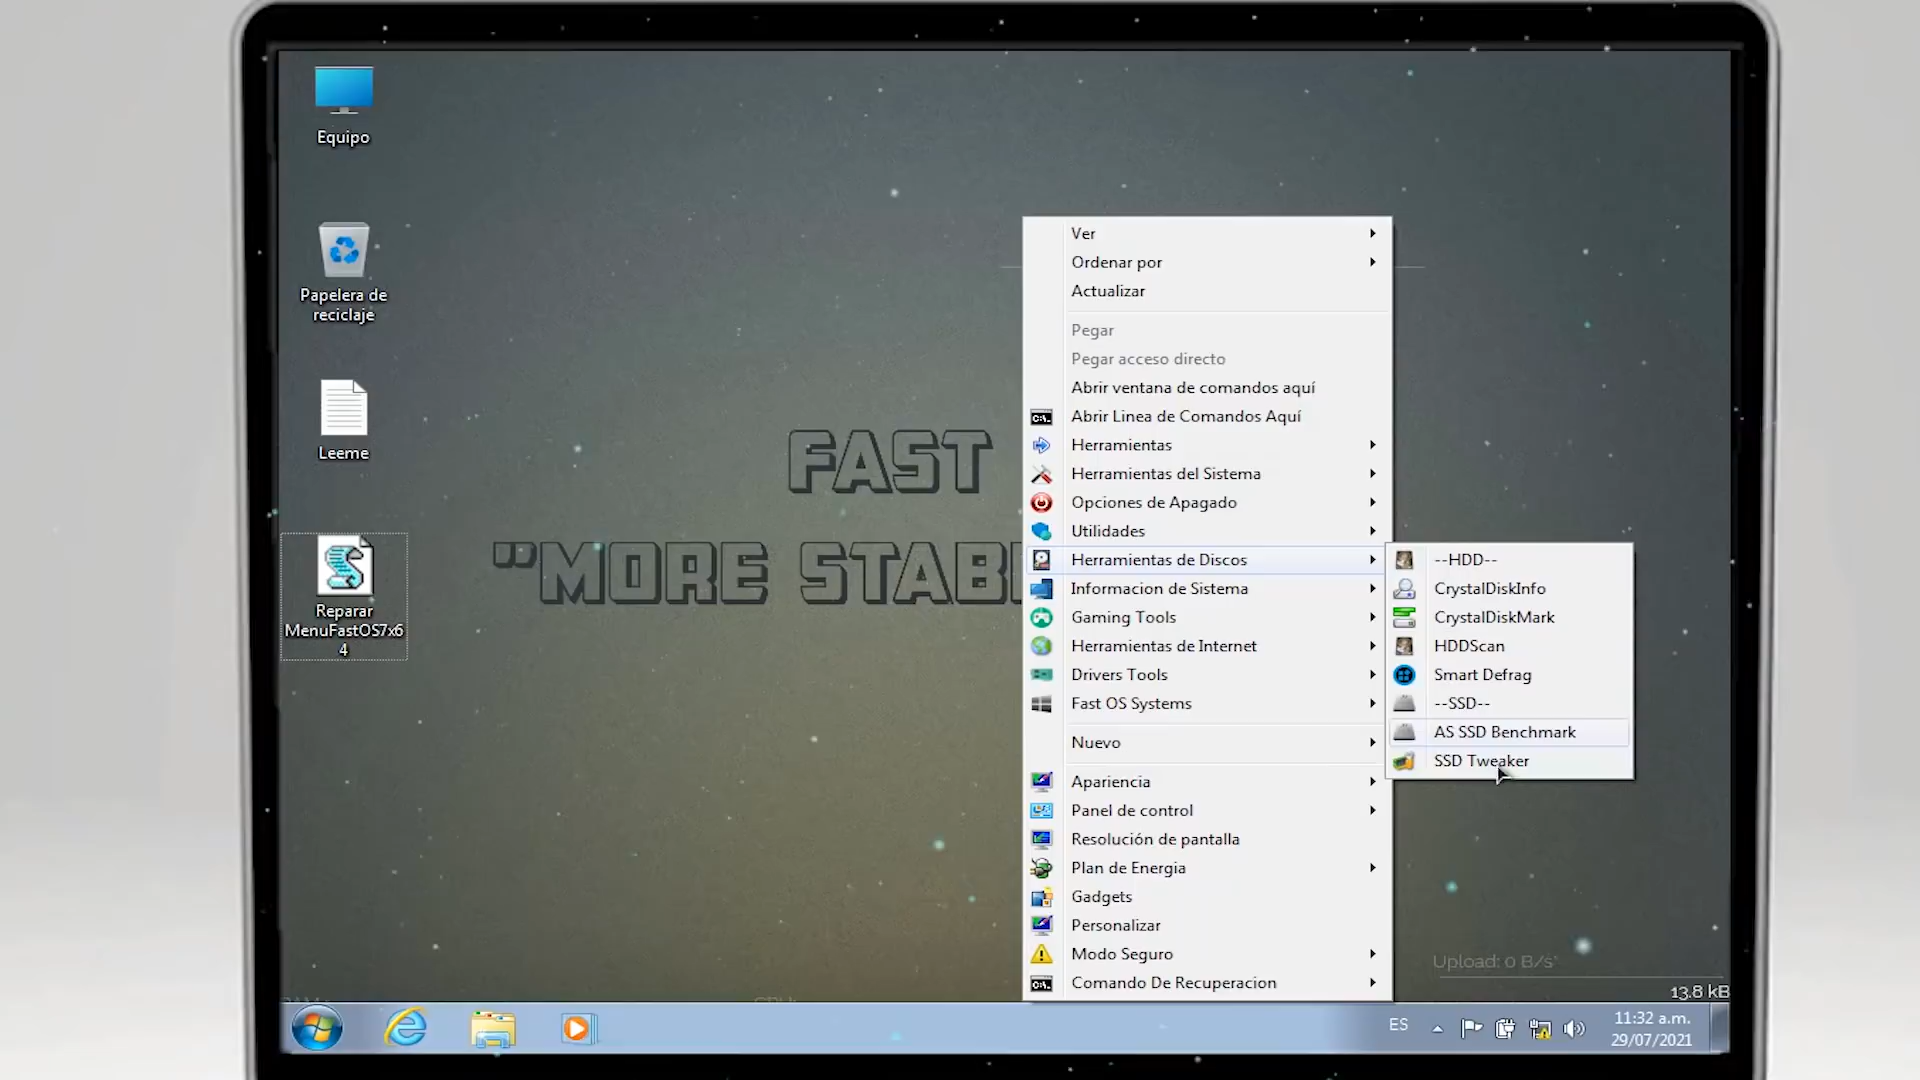 Equipo
Papelera de
reciclaje
Leeme
Reparar
MenuFastOS7x6
4
FAST
"MORE STAB
Ver
Ordenar por
Actualizar
Pegar
Pegar acceso directo
Abrir ventana de comandos aquí
Abrir Linea de Comandos Aquí
Herramientas
Herramientas del Sistema
Opciones de Apagado
Utilidades
Herramientas de Discos
Informacion de Sistema
Gaming Tools
Herramientas de Internet
Drivers Tools
Fast OS Systems
Nuevo
Apariencia
Panel de control
Resolución de pantalla
Plan de Energia
Gadgets
Personalizar
Modo Seguro
Comando De Recuperacion
--HDD--
CrystalDiskInfo
CrystalDiskMark
HDDScan
Smart Defrag
--SSD--
AS SSD Benchmark
SSD Tweaker
Upload: 0 B/s
13.8 kB
ES
11:32 a.m.
29/07/2021